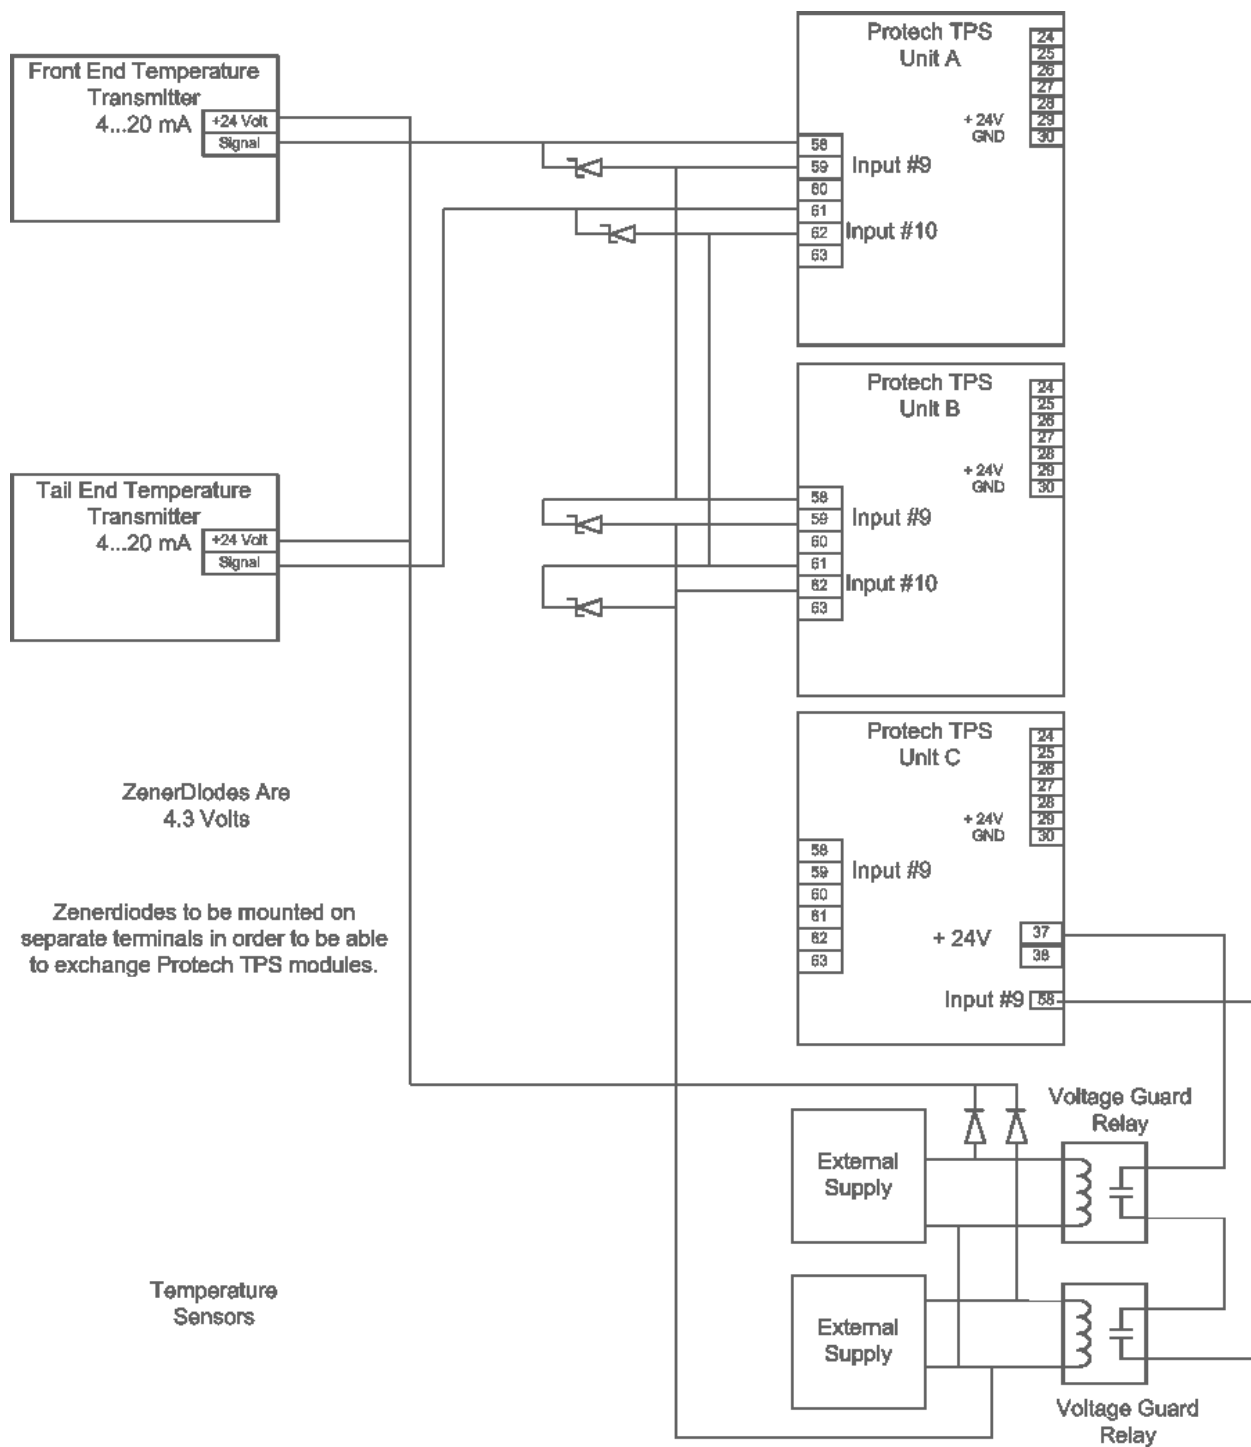 Protech TPS
Unit A
24
25
26
27
28
+ 24V 29
GND 30
58
59 Input #9
60
61
62 Input #10
63
Front End Temperature
Transmitter
4...20 mA +24 Volt
Signal
Protech TPS
Unit B
24
25
26
27
28
+ 24V 29
GND 30
58
59 Input #9
60
61
62 Input #10
63
Tail End Temperature
Transmitter
4...20 mA +24 Volt
Signal
Protech TPS
Unit C
24
25
26
27
28
+ 24V 29
GND 30
58
59 Input #9
60
61
62
63
+ 24V 37
38
Input #9 58
ZenerDiodes Are
4.3 Volts
Zenerdiodes to be mounted on
separate terminals in order to be able
to exchange Protech TPS modules.
Voltage Guard
Relay
External
Supply
External
Supply
Voltage Guard
Relay
Temperature
Sensors